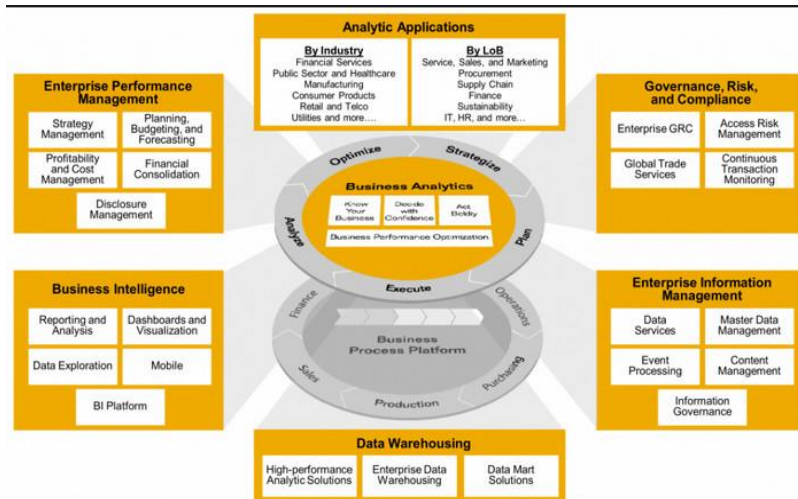 Analytic Applications
By Industry
Financial Services
Public Sector and Healthcare
Manufacturing
Consumer Products
Retail and Telco
Utilities and more....
By LoB
Service, Sales, and Marketing
Procurement
Supply Chain
Finance
Sustainability
IT, HR, and more...
Enterprise Performance
Management
Strategy
Management
Planning,
Budgeting, and
Forecasting
Profitability
and Cost
Management
Financial
Consolidation
Disclosure
Management
Governance, Risk,
and Compliance
Enterprise GRC
Access Risk
Management
Global Trade
Services
Continuous
Transaction
Monitoring
Optimize
Strategize
Analyze
Plan
Execute
Business Analytics
Know
Your
Business
Decide
with
Confidence
Act
Boldly
Business Performance Optimization
Business Intelligence
Reporting and
Analysis
Dashboards and
Visualization
Data Exploration
Mobile
BI Platform
Finance
Operations
Business
Process Platform
Sales
Purchasing
Production
Enterprise Information
Management
Data
Services
Master Data
Management
Event
Processing
Content
Management
Information
Governance
Data Warehousing
High-performance
Analytic Solutions
Enterprise Data
Warehousing
Data Mart
Solutions